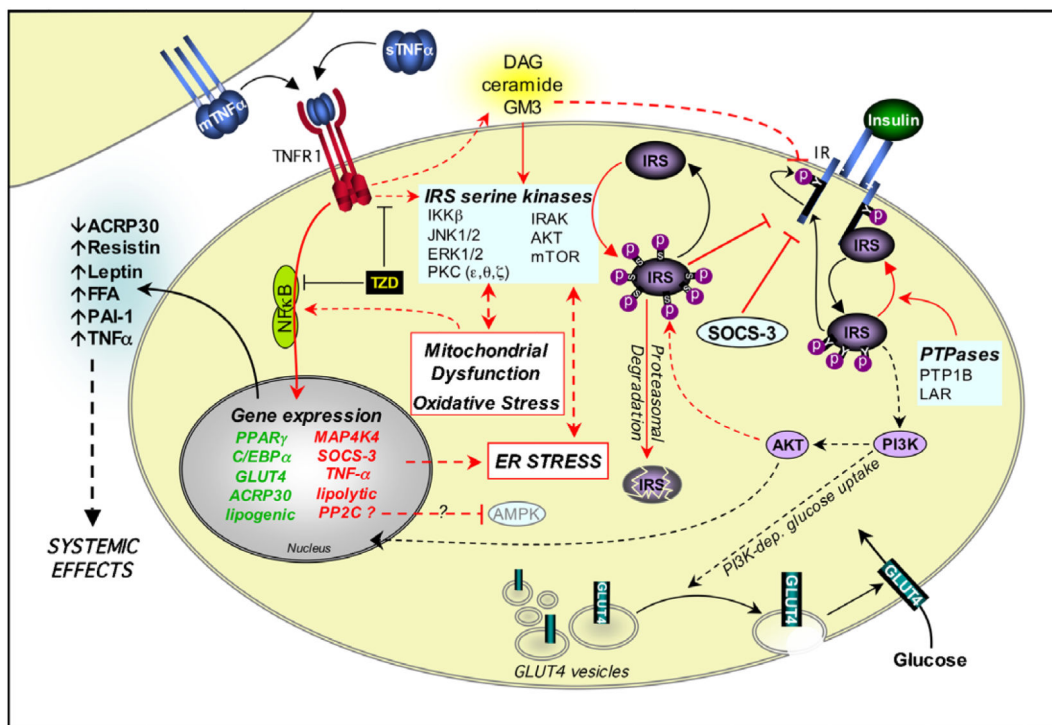 mTNFα
sTNFα
TNFR1
DAG
ceramide
GM3
Insulin
IR
P
IRS
P
IRS
IRS serine kinases
IKKβ
JNK1/2
ERK1/2
PKC (ε,θ,ζ)
IRAK
AKT
mTOR
↓ACRP30
↑Resistin
↑Leptin
↑FFA
↑PAI-1
↑TNFα
SYSTEMIC
EFFECTS
TZD
NFκB
P
P
P
P
P
P
P
S
S
S
S
S
S
S
IRS
SOCS-3
IRS
Y
Y
Y
P
P
P
PTPases
PTP1B
LAR
Mitochondrial
Dysfunction
Oxidative Stress
Proteasomal
Degradation
IRS
ER STRESS
AKT
PI3K
Gene expression
PPARγ
C/EBPα
GLUT4
ACRP30
lipogenic
MAP4K4
SOCS-3
TNF-α
lipolytic
PP2C ?
Nucleus
?
AMPK
PI3K-dep. glucose uptake
GLUT4
GLUT4
GLUT4
GLUT4 vesicles
Glucose